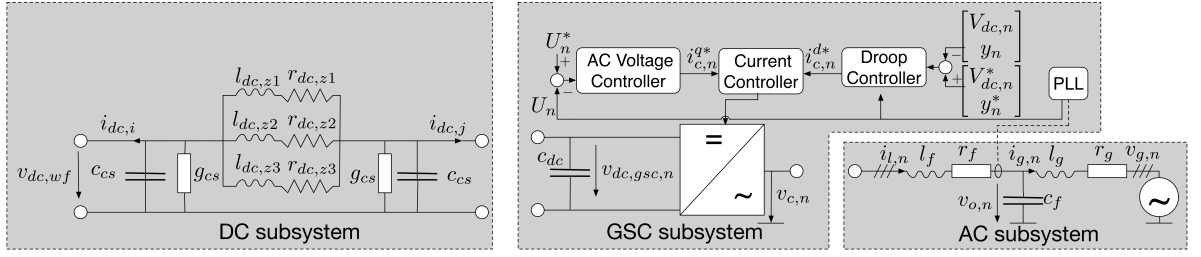 l_{dc,z1} r_{dc,z1}
i_{dc,i} l_{dc,z2} r_{dc,z2} i_{dc,j}
l_{dc,z3} r_{dc,z3}
v_{dc,wf} c_{cs} g_{cs} g_{cs} c_{cs}
DC subsystem
U_n^*
+
−
U_n
AC Voltage
Controller
i_{c,n}^{q*}
Current
Controller
i_{c,n}^{d*}
Droop
Controller
−
+
V_{dc,n}
y_n
V_{dc,n}^*
y_n^*
PLL
c_{dc} v_{dc,gsc,n}
=
~
v_{c,n}
GSC subsystem
i_{l,n} l_f r_f i_{g,n} l_g r_g v_{g,n}
v_{o,n} c_f
~
AC subsystem